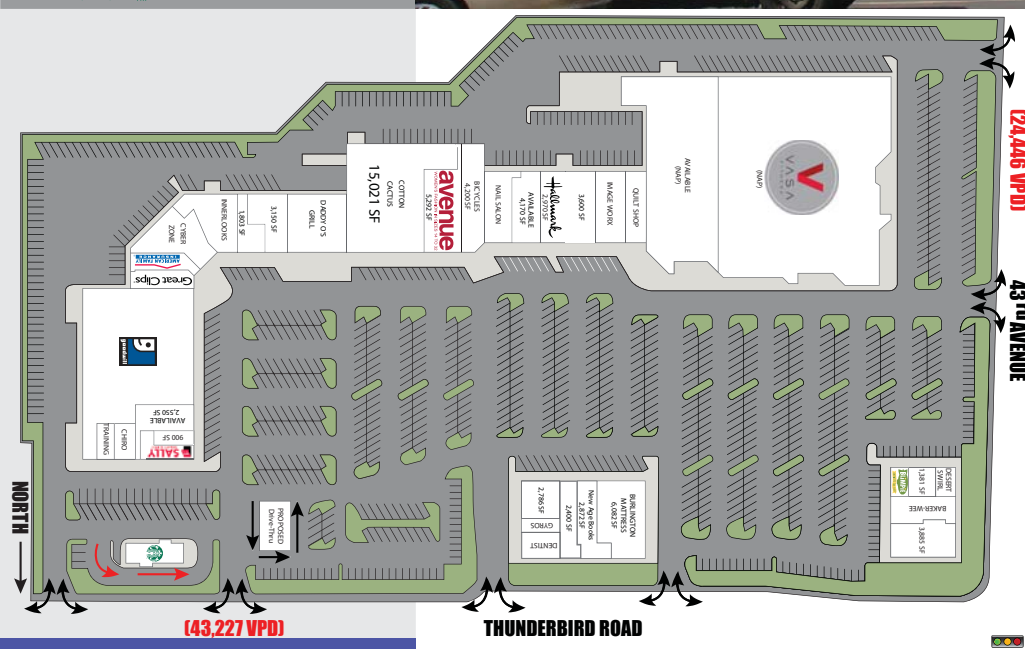 (24,446 VPD)
43rd AVENUE
VASA
(NAP)
AVAILABLE
(NAP)
QUILT SHOP
IMAGE WORX
3,600 SF
Hallmark
2,970 SF
AVAILABLE
4,170 SF
NAIL SALON
BICYCLES
4,200 SF
avenue
5,292 SF
COTTON
CACTUS
15,021 SF
DADDY O'S
GRILL
3,150 SF
1,803 SF
INNERLOOKS
CYBER
ZONE
AMERICAN FAMILY
INSURANCE
Great Clips
goodwill
AVAILABLE
2,550 SF
900 SF
SALLY
CHIRO
TRAINING
PROPOSED
Drive-Thru
BURLINGTON
MATTRESS
6,082 SF
New Age Books
2,872 SF
2,400 SF
2,786 SF
GYROS
DENTIST
DESERT
SWIRL
1,381 SF
BAKER-WEE
3,885 SF
NORTH
(43,227 VPD)
THUNDERBIRD ROAD